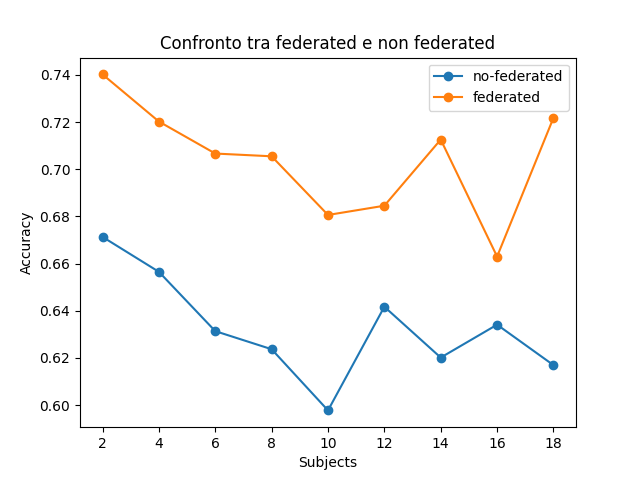 Confronto tra federated e non federated
no-federated
federated
Accuracy
0.74
0.72
0.70
0.68
0.66
0.64
0.62
0.60
2 4 6 8 10 12 14 16 18
Subjects